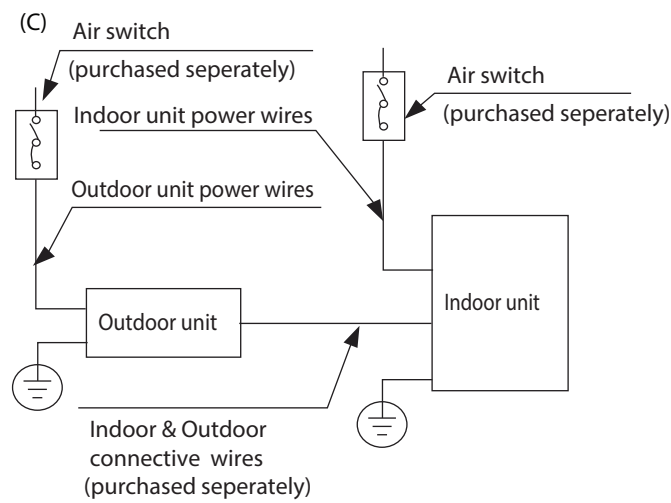 (C)
Air switch
(purchased seperately)
Air switch
(purchased seperately)
Indoor unit power wires
Outdoor unit power wires
Outdoor unit
Indoor unit
Indoor & Outdoor
connective wires
(purchased seperately)